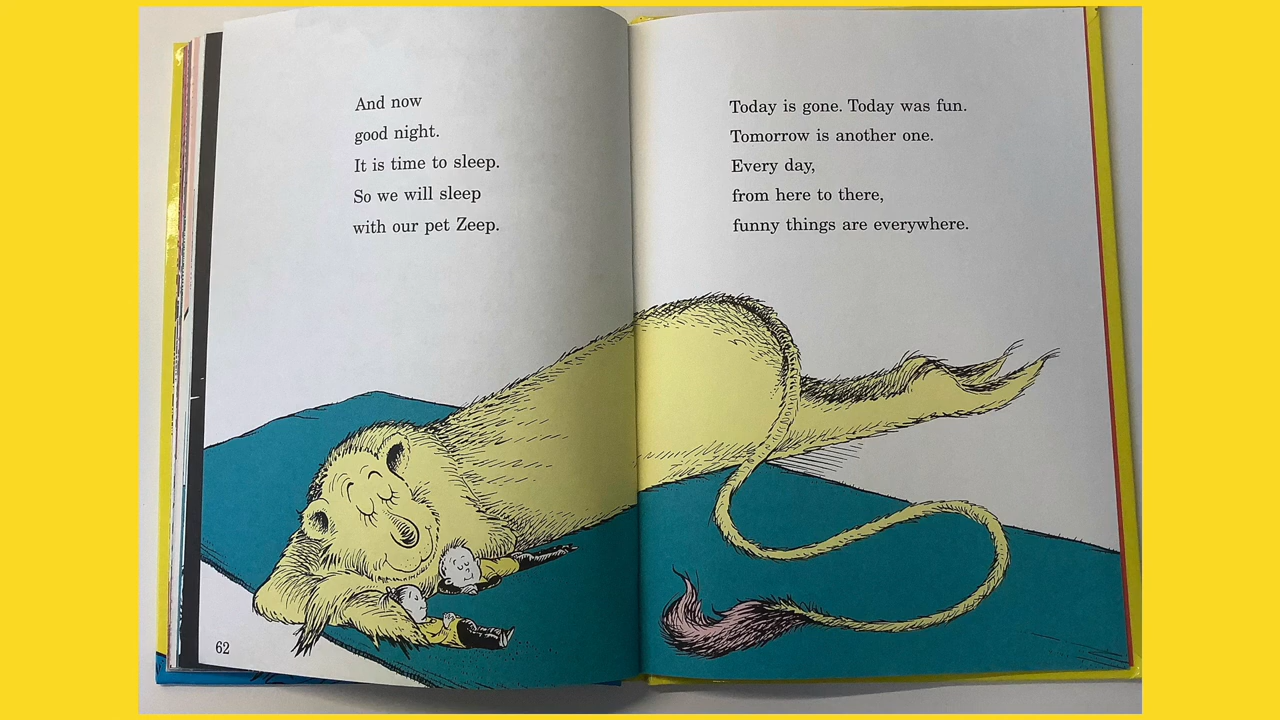 And now
good night.
It is time to sleep.
So we will sleep
with our pet Zeep.
62
Today is gone. Today was fun.
Tomorrow is another one.
Every day,
from here to there,
funny things are everywhere.